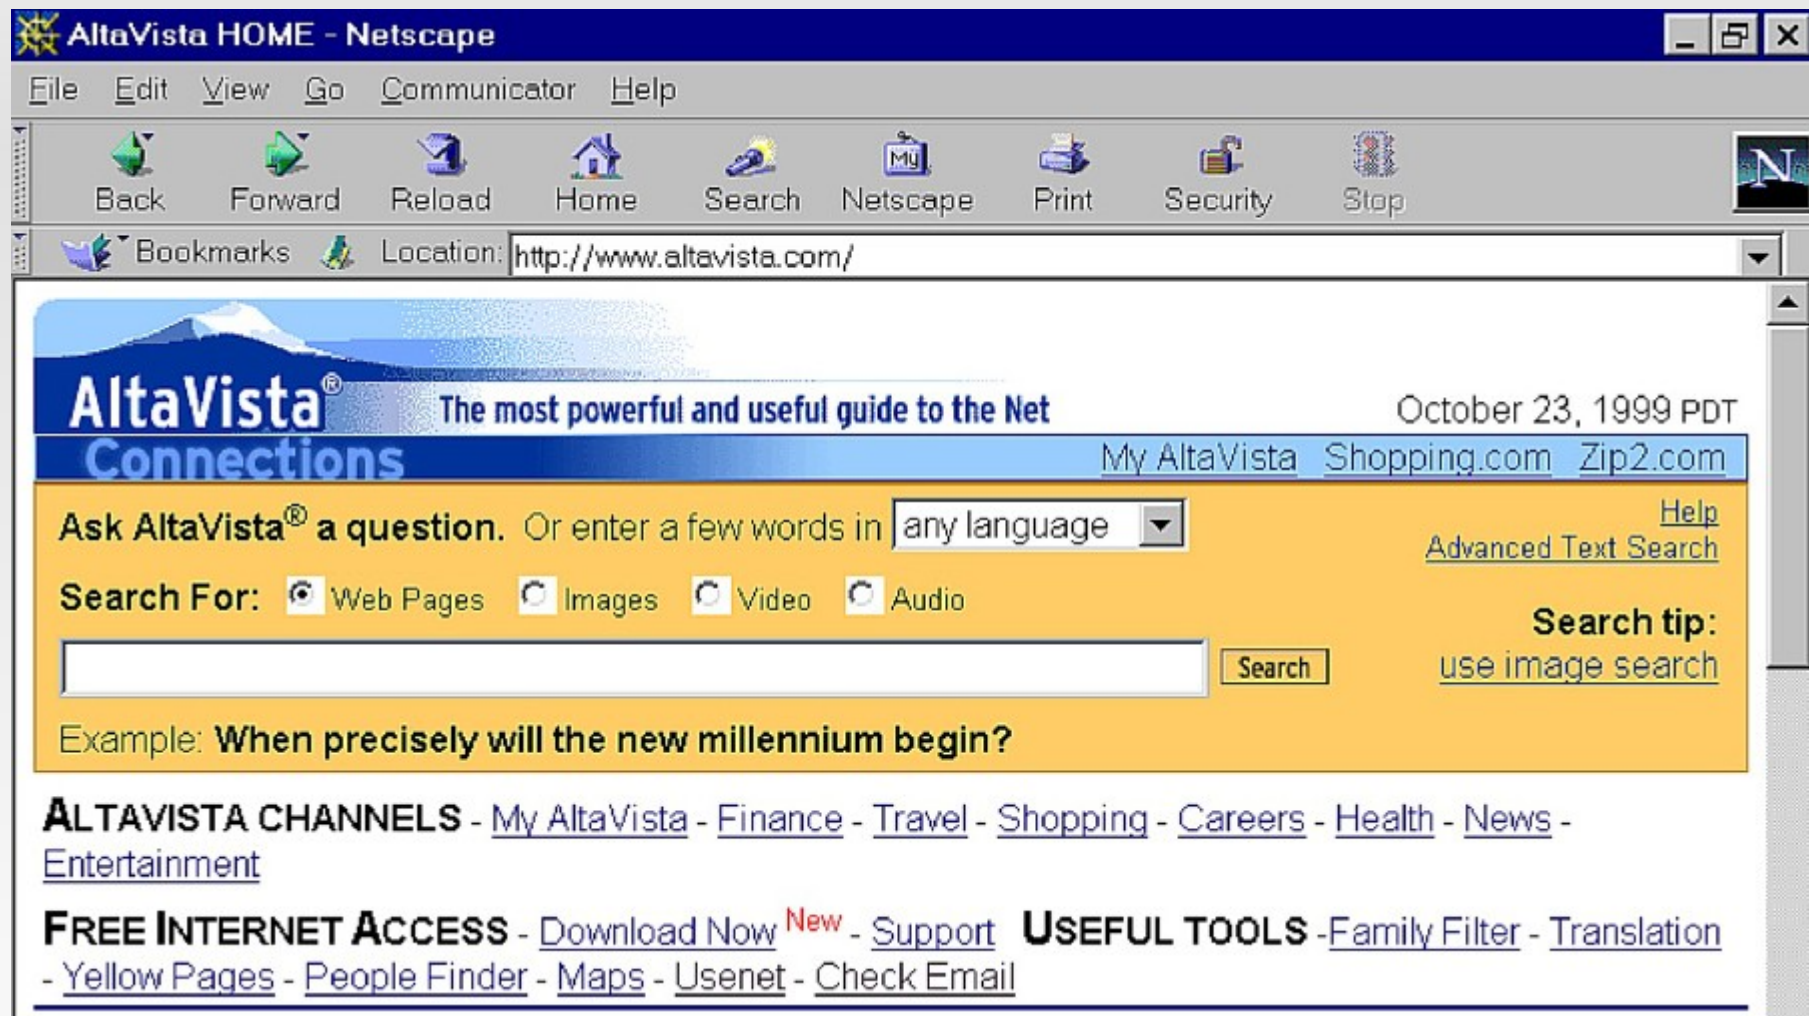 AltaVista HOME - Netscape
File Edit View Go Communicator Help
Back Forward Reload Home Search My Netscape Print Security Stop N
Bookmarks Location: http://www.altavista.com/
AltaVista® The most powerful and useful guide to the Net October 23, 1999 PDT
Connections My AltaVista Shopping.com Zip2.com
Ask AltaVista® a question. Or enter a few words in any language Help
Advanced Text Search
Search For: Web Pages Images Video Audio
Search tip:
Search use image search
Example: When precisely will the new millennium begin?
ALTAVISTA CHANNELS - My AltaVista - Finance - Travel - Shopping - Careers - Health - News -
Entertainment
FREE INTERNET ACCESS - Download Now New - Support USEFUL TOOLS -Family Filter - Translation
- Yellow Pages - People Finder - Maps - Usenet - Check Email